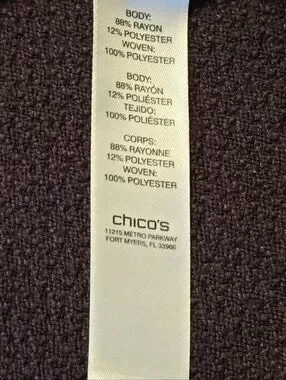 BODY:
88% RAYON
12% POLYESTER
WOVEN:
100% POLYESTER
BODY:
88% RAYÓN
12% POLIÉSTER
TEJIDO:
100% POLIÉSTER
CORPS:
88% RAYONNE
12% POLYESTER
WOVEN:
100% POLYESTER
chico's
11215 METRO PARKWAY
FORT MYERS, FL 33966